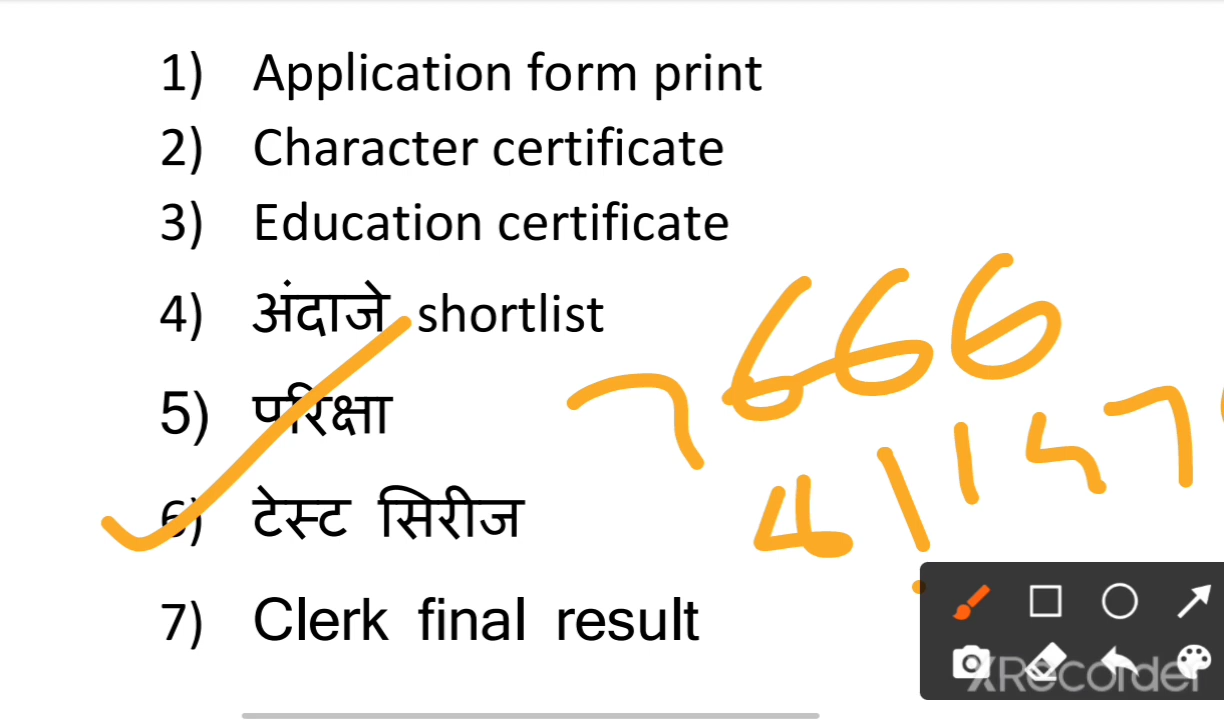 1) Application form print
2) Character certificate
3) Education certificate
4) अंदाजे shortlist
5) परिक्षा
6) टेस्ट सिरीज
7) Clerk final result
7666
41157
XRecorder